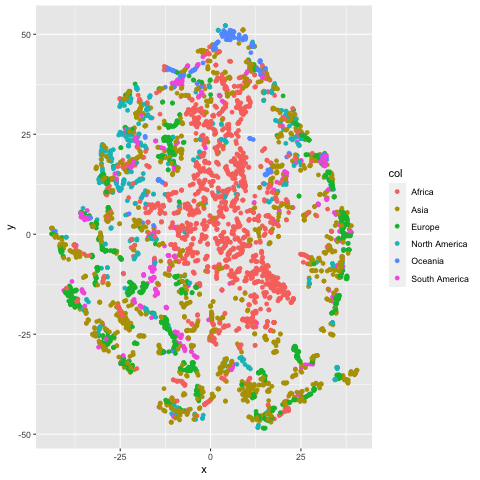 50
25
0
-25
-50
y
-25
0
25
x
col
Africa
Asia
Europe
North America
Oceania
South America